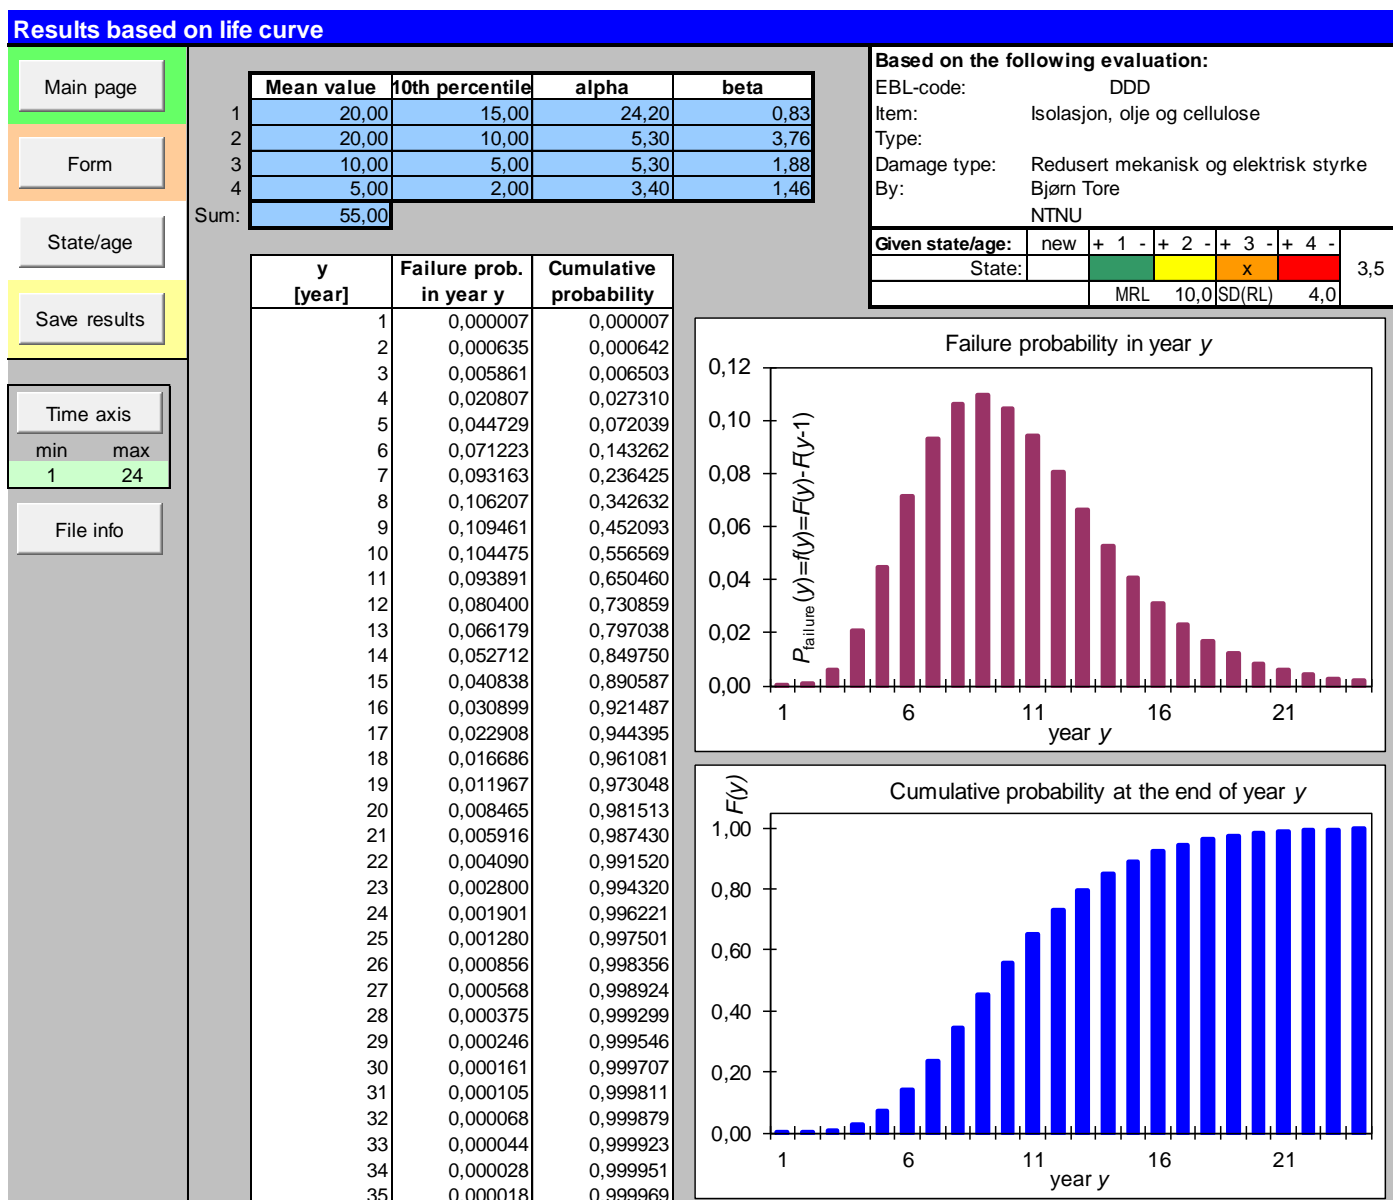 Results based on life curve
Main page
Form
State/age
Save results
Time axis
min max
1 24
File info
Mean value 10th percentile alpha beta
1 20,00 15,00 24,20 0,83
2 20,00 10,00 5,30 3,76
3 10,00 5,00 5,30 1,88
4 5,00 2,00 3,40 1,46
Sum: 55,00
Based on the following evaluation:
EBL-code: DDD
Item: Isolasjon, olje og cellulose
Type:
Damage type: Redusert mekanisk og elektrisk styrke
By: Bjørn Tore
NTNU
Given state/age: new + 1 - + 2 - + 3 - + 4 -
State: x 3,5
MRL 10,0 SD(RL) 4,0
y Failure prob. Cumulative
[year] in year y probability
1 0,000007 0,000007
2 0,000635 0,000642
3 0,005861 0,006503
4 0,020807 0,027310
5 0,044729 0,072039
6 0,071223 0,143262
7 0,093163 0,236425
8 0,106207 0,342632
9 0,109461 0,452093
10 0,104475 0,556569
11 0,093891 0,650460
12 0,080400 0,730859
13 0,066179 0,797038
14 0,052712 0,849750
15 0,040838 0,890587
16 0,030899 0,921487
17 0,022908 0,944395
18 0,016686 0,961081
19 0,011967 0,973048
20 0,008465 0,981513
21 0,005916 0,987430
22 0,004090 0,991520
23 0,002800 0,994320
24 0,001901 0,996221
25 0,001280 0,997501
26 0,000856 0,998356
27 0,000568 0,998924
28 0,000375 0,999299
29 0,000246 0,999546
30 0,000161 0,999707
31 0,000105 0,999811
32 0,000068 0,999879
33 0,000044 0,999923
34 0,000028 0,999951
35 0,000018 0,999969
Failure probability in year y
P failure (y)=f(y)=F(y)-F(y-1)
0,12
0,10
0,08
0,06
0,04
0,02
0,00
1 6 11 16 21
year y
Cumulative probability at the end of year y
F(y)
1,00
0,80
0,60
0,40
0,20
0,00
1 6 11 16 21
year y